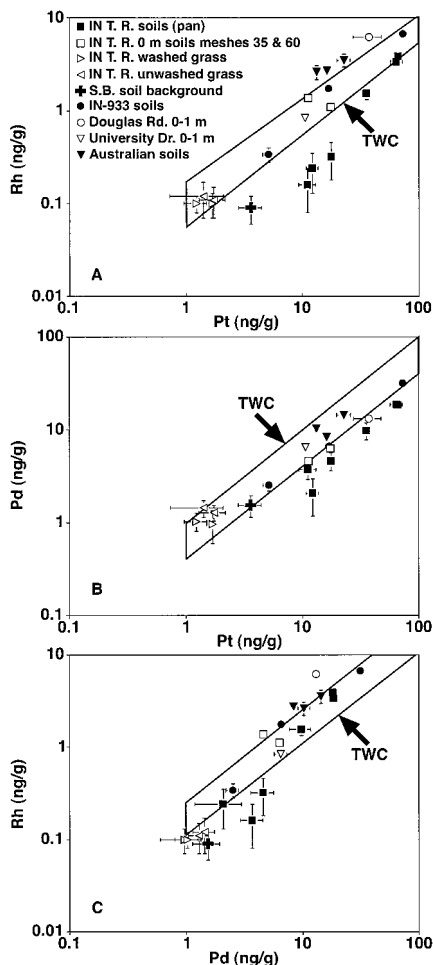 10
1
0.1
0.01
Rh (ng/g)
IN T. R. soils (pan)
IN T. R. 0 m soils meshes 35 & 60
IN T. R. washed grass
IN T. R. unwashed grass
S.B. soil background
IN-933 soils
Douglas Rd. 0-1 m
University Dr. 0-1 m
Australian soils
TWC
A
0.1 1 10 100
Pt (ng/g)
100
10
1
0.1
Pd (ng/g)
TWC
B
0.1 1 10 100
Pt (ng/g)
10
1
0.1
0.01
Rh (ng/g)
TWC
C
0.1 1 10 100
Pd (ng/g)